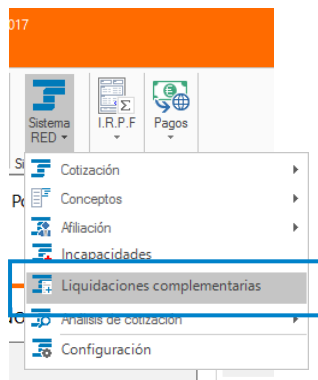 017
Sistema RED
I.R.P.F
Pagos
Cotización
Conceptos
Afiliación
Incapacidades
Liquidaciones complementarias
Análisis de cotización
Configuración